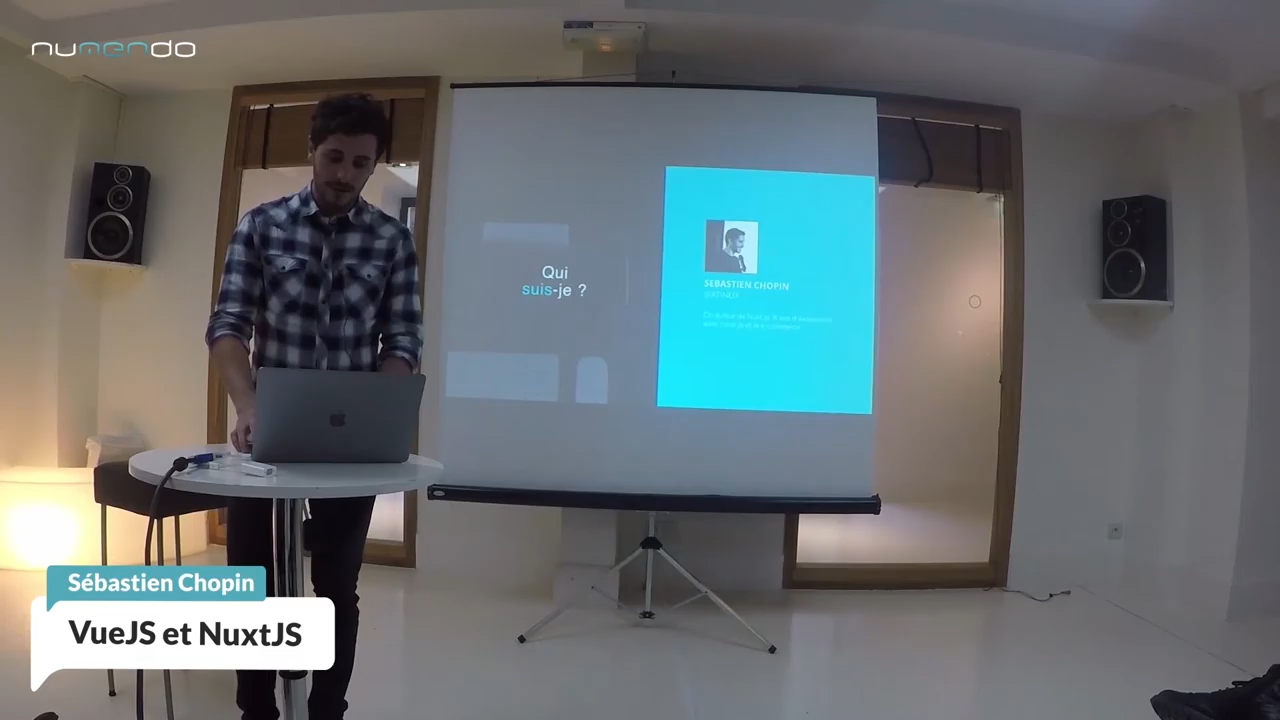 numendo
Qui
suis-je ?
SEBASTIEN CHOPIN
Sébastien Chopin
VueJS et NuxtJS